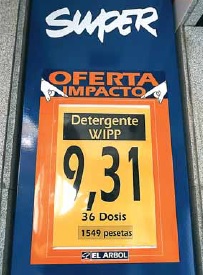 SUPER
OFERTA
IMPACTO
Detergente
WIPP
9,31
36 Dosis
1549 pesetas
EL ARBOL